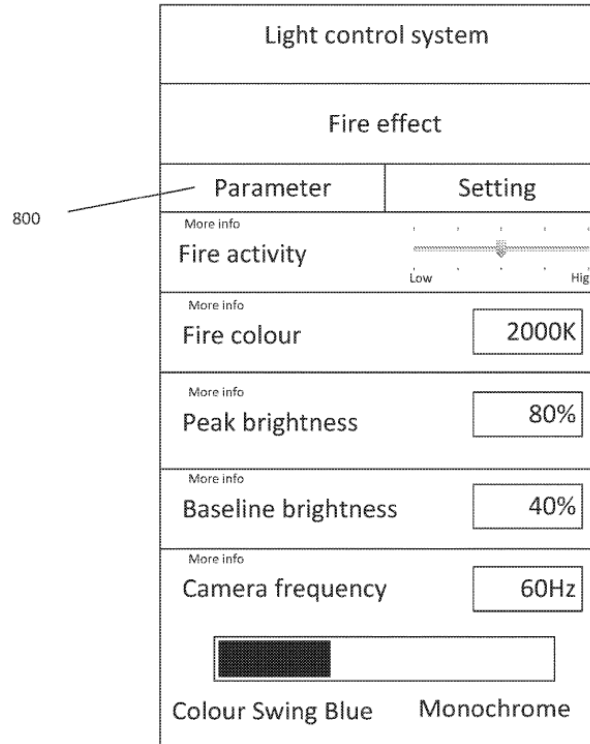 Light control system
Fire effect
800
Parameter Setting
More info
Fire activity
Low Hig
More info
Fire colour 2000K
More info
Peak brightness 80%
More info
Baseline brightness 40%
More info
Camera frequency 60Hz
Colour Swing Blue Monochrome